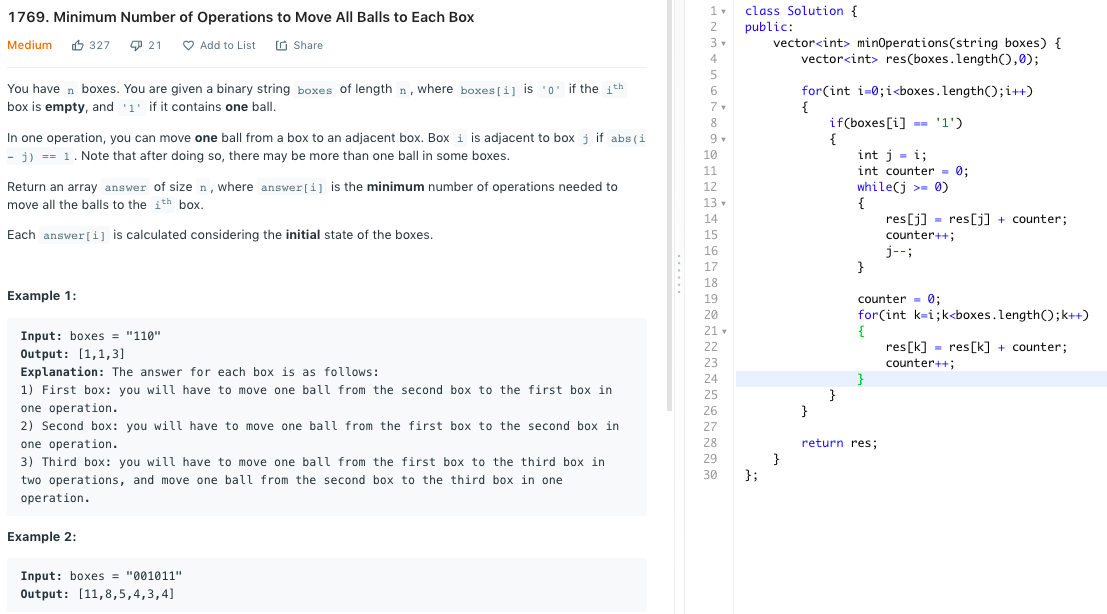 1769. Minimum Number of Operations to Move All Balls to Each Box
Medium 327 21 Add to List Share
You have n boxes. You are given a binary string boxes of length n, where boxes[i] is '0' if the ith
box is empty, and '1' if it contains one ball.
In one operation, you can move one ball from a box to an adjacent box. Box i is adjacent to box j if abs(i
- j) == 1. Note that after doing so, there may be more than one ball in some boxes.
Return an array answer of size n, where answer[i] is the minimum number of operations needed to
move all the balls to the ith box.
Each answer[i] is calculated considering the initial state of the boxes.
Example 1:
Input: boxes = "110"
Output: [1,1,3]
Explanation: The answer for each box is as follows:
1) First box: you will have to move one ball from the second box to the first box in
one operation.
2) Second box: you will have to move one ball from the first box to the second box in
one operation.
3) Third box: you will have to move one ball from the first box to the third box in
two operations, and move one ball from the second box to the third box in one
operation.
Example 2:
Input: boxes = "001011"
Output: [11,8,5,4,3,4]
1 class Solution {
2 public:
3 vector<int> minOperations(string boxes) {
4 vector<int> res(boxes.length(),0);
5
6 for(int i=0;i<boxes.length();i++)
7 {
8 if(boxes[i] == '1')
9 {
10 int j = i;
11 int counter = 0;
12 while(j >= 0)
13 {
14 res[j] = res[j] + counter;
15 counter++;
16 j--;
17 }
18
19 counter = 0;
20 for(int k=i;k<boxes.length();k++)
21 {
22 res[k] = res[k] + counter;
23 counter++;
24 }
25 }
26 }
27
28 return res;
29 }
30 };